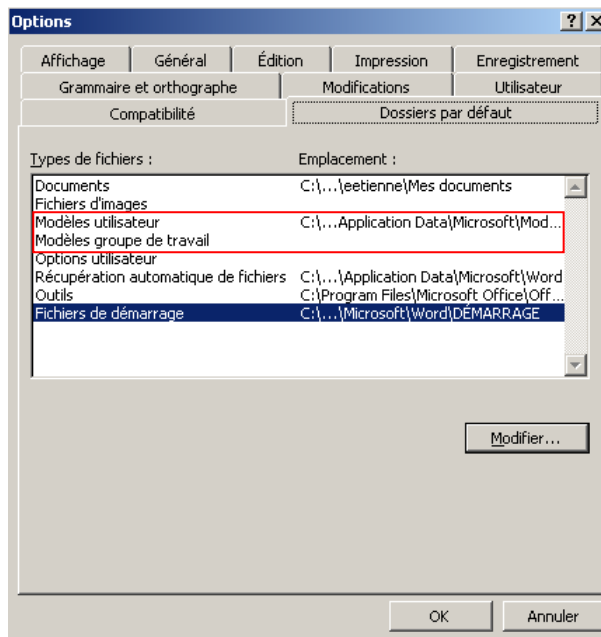 Options
Affichage Général Édition Impression Enregistrement
Grammaire et orthographe Modifications Utilisateur
Compatibilité Dossiers par défaut
Types de fichiers : Emplacement :
Documents C:\...\eetienne\Mes documents
Fichiers d'images
Modèles utilisateur C:\...Application Data\Microsoft\Mod...
Modèles groupe de travail
Options utilisateur
Récupération automatique de fichiers C:\...\Application Data\Microsoft\Word
Outils C:\Program Files\Microsoft Office\Off...
Fichiers de démarrage C:\...\Microsoft\Word\DÉMARRAGE
Modifier...
OK Annuler